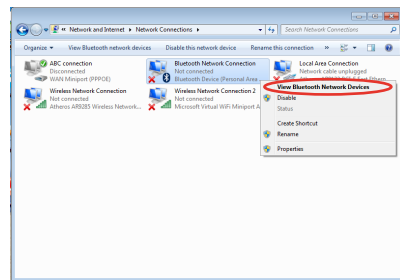 « Network and Internet ▸ Network Connections ▸
Search Network Connections
Organize ▾ View Bluetooth network devices Disable this network device Rename this connection »
ABC connection
Disconnected
WAN Miniport (PPPOE)
Bluetooth Network Connection
Not connected
Bluetooth Device (Personal Area
Local Area Connection
Network cable unplugged
Wireless Network Connection
Not connected
Atheros AR9285 Wireless Network...
Wireless Network Connection 2
Not connected
Microsoft Virtual WiFi Miniport A
View Bluetooth Network Devices
Disable
Status
Create Shortcut
Rename
Properties